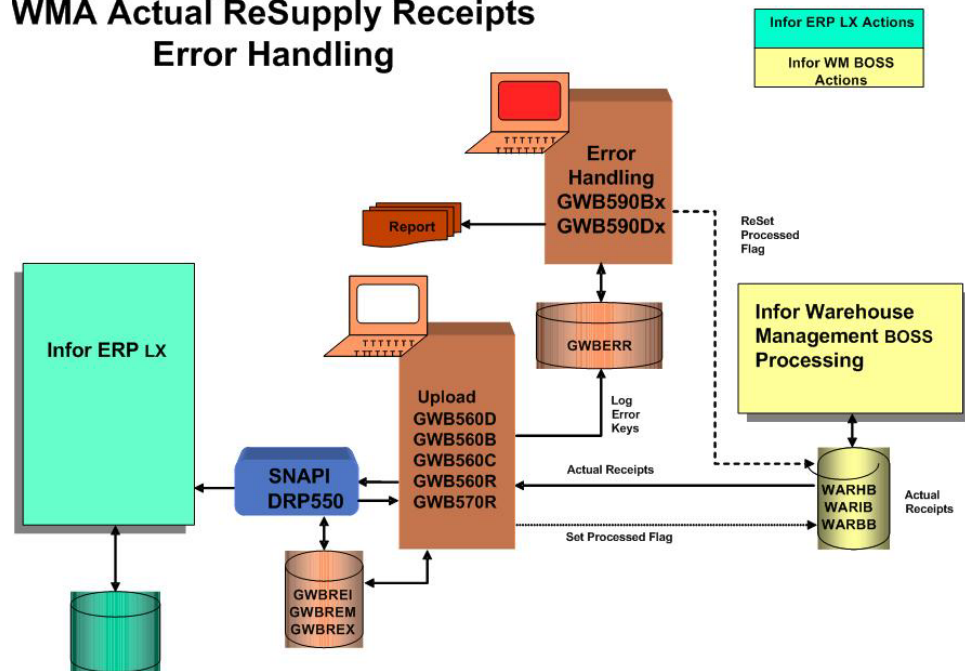 WMA Actual ReSupply Receipts
Error Handling
Infor ERP LX Actions
Infor WM BOSS
Actions
Error
Handling
GWB590Bx
GWB590Dx
Report
ReSet
Processed
Flag
Infor ERP LX
GWBERR
Infor Warehouse
Management BOSS
Processing
Upload
GWB560D
GWB560B
GWB560C
GWB560R
GWB570R
Log
Error
Keys
SNAPI
DRP550
Actual Receipts
WARHB
WARIB
WARBB
Actual
Receipts
Set Processed Flag
GWBREI
GWBREM
GWBREX